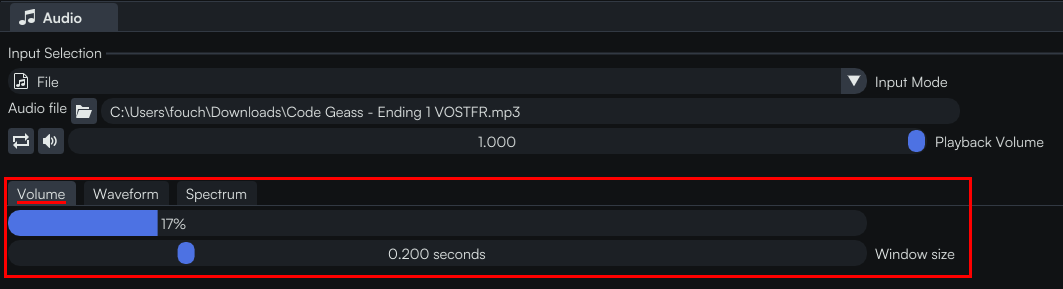 Audio
Input Selection
File Input Mode
Audio file C:\Users\fouch\Downloads\Code Geass - Ending 1 VOSTFR.mp3
1.000 Playback Volume
Volume Waveform Spectrum
17%
0.200 seconds Window size